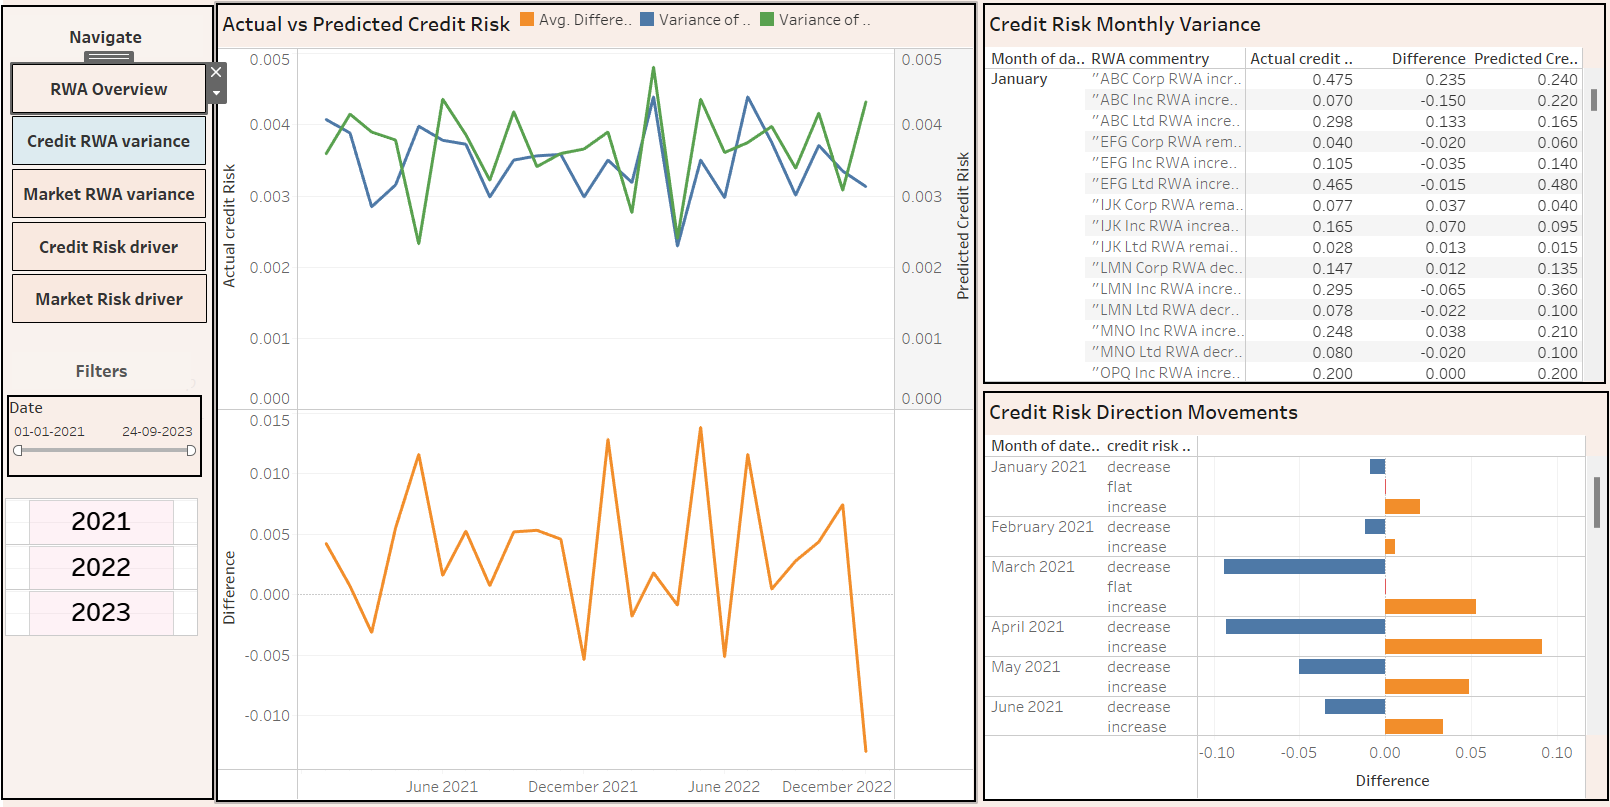 Navigate
RWA Overview
Credit RWA variance
Market RWA variance
Credit Risk driver
Market Risk driver
Filters
Date
01-01-2021 24-09-2023
2021
2022
2023
Actual vs Predicted Credit Risk
Avg. Differe.. Variance of .. Variance of ..
0.005
0.004
0.003
0.002
0.001
0.000
Actual credit Risk
0.005
0.004
0.003
0.002
0.001
0.000
Predicted Credit Risk
0.015
0.010
0.005
0.000
-0.005
-0.010
Difference
June 2021 December 2021 June 2022 December 2022
Credit Risk Monthly Variance
Month of da.. RWA commentry Actual credit .. Difference Predicted Cre..
January "ABC Corp RWA incr.. 0.475 0.235 0.240
"ABC Inc RWA incre.. 0.070 -0.150 0.220
"ABC Ltd RWA incre.. 0.298 0.133 0.165
"EFG Corp RWA rem.. 0.040 -0.020 0.060
"EFG Inc RWA incre.. 0.105 -0.035 0.140
"EFG Ltd RWA incre.. 0.465 -0.015 0.480
"IJK Corp RWA rema.. 0.077 0.037 0.040
"IJK Inc RWA increa.. 0.165 0.070 0.095
"IJK Ltd RWA remai.. 0.028 0.013 0.015
"LMN Corp RWA dec.. 0.147 0.012 0.135
"LMN Inc RWA incre.. 0.295 -0.065 0.360
"LMN Ltd RWA decr.. 0.078 -0.022 0.100
"MNO Inc RWA incre.. 0.248 0.038 0.210
"MNO Ltd RWA decr.. 0.080 -0.020 0.100
"OPQ Inc RWA incre.. 0.200 0.000 0.200
Credit Risk Direction Movements
Month of date.. credit risk ..
January 2021 decrease
flat
increase
February 2021 decrease
increase
March 2021 decrease
flat
increase
April 2021 decrease
increase
May 2021 decrease
increase
June 2021 decrease
increase
-0.10 -0.05 0.00 0.05 0.10
Difference